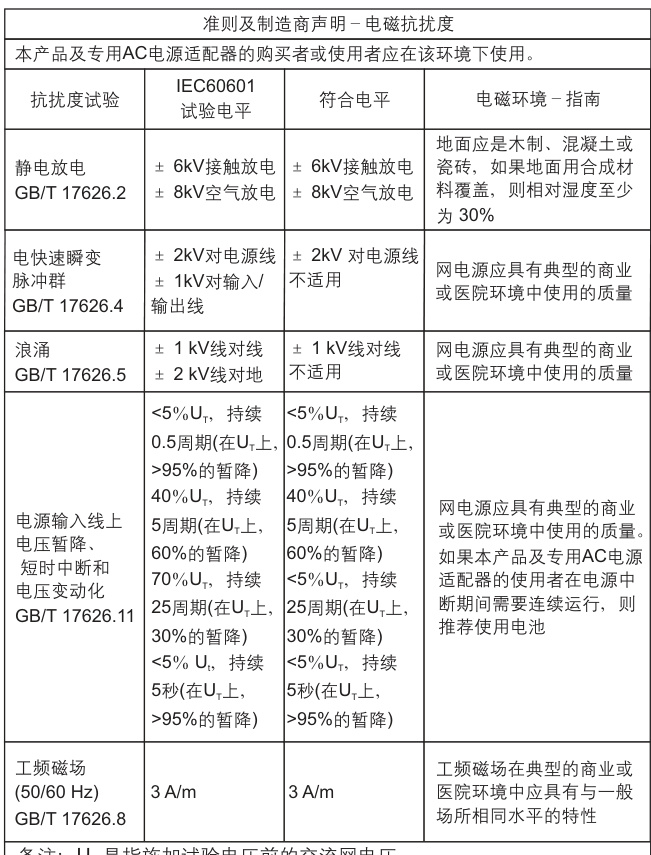 准则及制造商声明－电磁抗扰度
本产品及专用AC电源适配器的购买者或使用者应在该环境下使用。
抗扰度试验
IEC60601
试验电平
符合电平
电磁环境－指南
静电放电
GB/T 17626.2
± 6kV接触放电
± 8kV空气放电
± 6kV接触放电
± 8kV空气放电
地面应是木制、混凝土或
瓷砖，如果地面用合成材
料覆盖，则相对湿度至少
为 30%
电快速瞬变
脉冲群
GB/T 17626.4
± 2kV对电源线
± 1kV对输入/
输出线
± 2kV 对电源线
不适用
网电源应具有典型的商业
或医院环境中使用的质量
浪涌
GB/T 17626.5
± 1 kV线对线
± 2 kV线对地
± 1 kV线对线
不适用
网电源应具有典型的商业
或医院环境中使用的质量
电源输入线上
电压暂降、
短时中断和
电压变动化
GB/T 17626.11
<5%UT，持续
0.5周期(在UT上，
>95%的暂降)
40%UT，持续
5周期(在UT上，
60%的暂降)
70%UT，持续
25周期(在UT上，
30%的暂降)
<5% Ut，持续
5秒(在UT上，
>95%的暂降)
<5%UT，持续
0.5周期(在UT上，
>95%的暂降)
40%UT，持续
5周期(在UT上，
60%的暂降)
<5%UT，持续
25周期(在UT上，
30%的暂降)
<5%UT，持续
5秒(在UT上，
>95%的暂降)
网电源应具有典型的商业
或医院环境中使用的质量。
如果本产品及专用AC电源
适配器的使用者在电源中
断期间需要连续运行，则
推荐使用电池
工频磁场
(50/60 Hz)
GB/T 17626.8
3 A/m
3 A/m
工频磁场在典型的商业或
医院环境中应具有与一般
场所相同水平的特性
备注：U 是指施加试验电压前的交流网电压